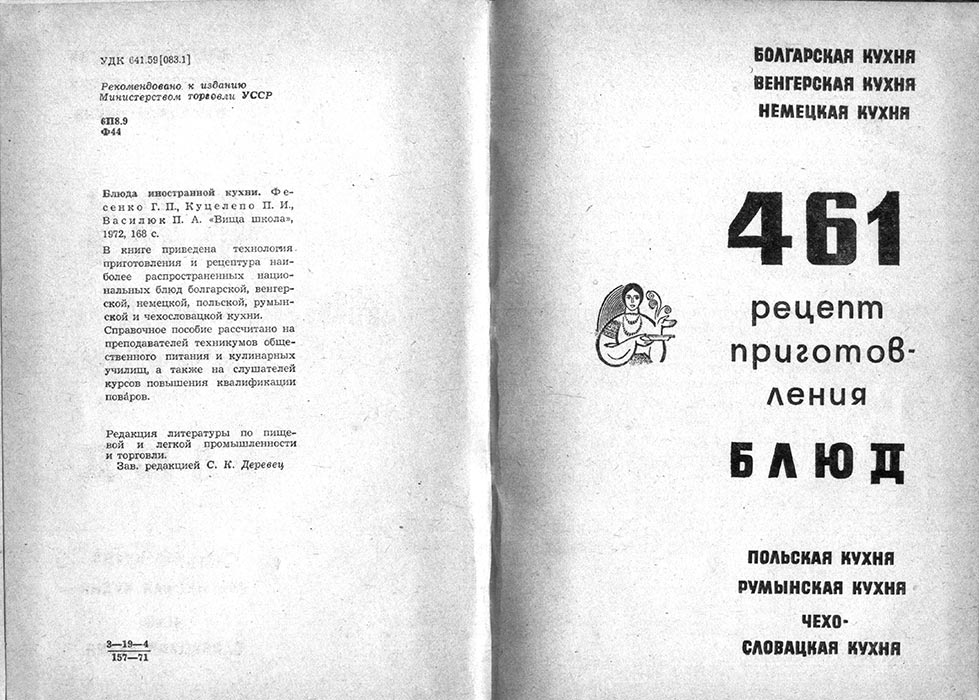 УДК 641.59[083.1]
Рекомендовано к изданию
Министерством торговли УССР
6П8.9
Ф44
Блюда иностранной кухни. Фе-
сенко Г. П., Куцелепо П. И.,
Василюк П. А. «Вища школа»,
1972, 168 с.
В книге приведена технология
приготовления и рецептура наи-
более распространенных нацио-
нальных блюд болгарской, венгер-
ской, немецкой, польской, румын-
ской и чехословацкой кухни.
Справочное пособие рассчитано на
преподавателей техникумов обще-
ственного питания и кулинарных
училищ, а также на слушателей
курсов повышения квалификации
поваров.
Редакция литературы по пище-
вой и легкой промышленности
и торговли.
Зав. редакцией С. К. Деревец
3—19—4
157—71
БОЛГАРСКАЯ КУХНЯ
ВЕНГЕРСКАЯ КУХНЯ
НЕМЕЦКАЯ КУХНЯ
461
рецепт
приготов-
ления
БЛЮД
ПОЛЬСКАЯ КУХНЯ
РУМЫНСКАЯ КУХНЯ
ЧЕХО-
СЛОВАЦКАЯ КУХНЯ